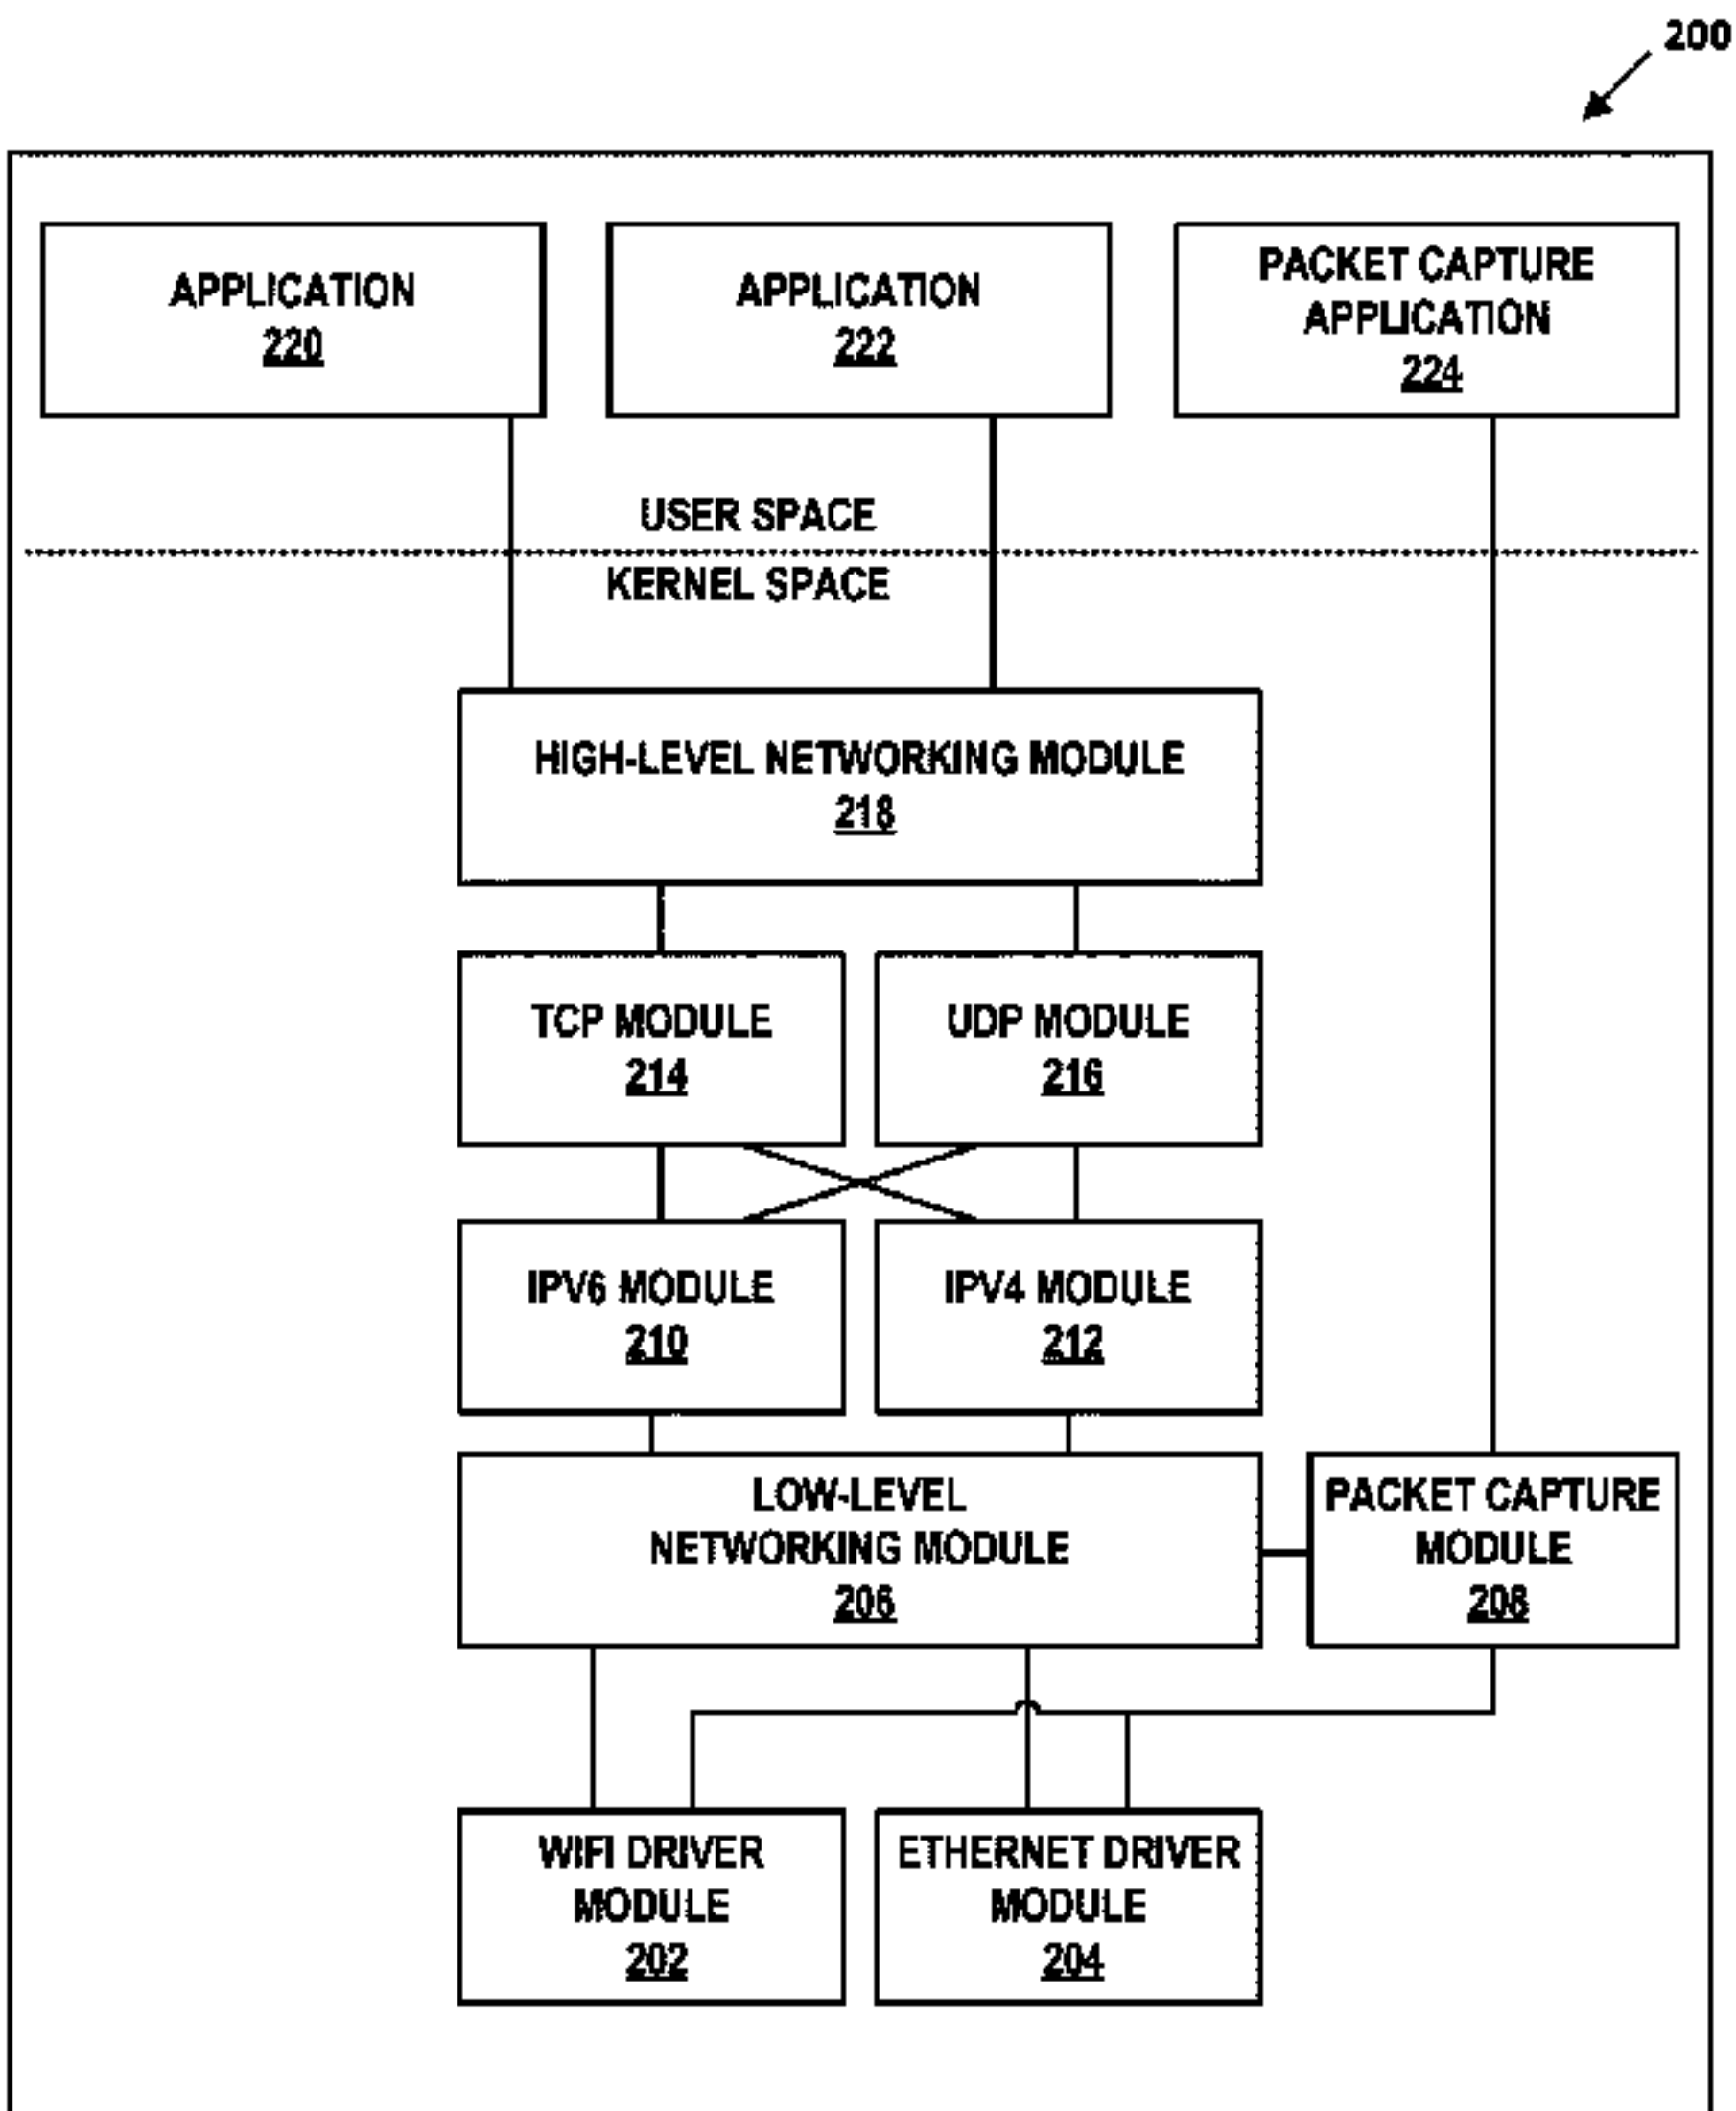 200
APPLICATION
220
APPLICATION
222
PACKET CAPTURE
APPLICATION
224
USER SPACE
KERNEL SPACE
HIGH-LEVEL NETWORKING MODULE
218
TCP MODULE
214
UDP MODULE
216
IPV6 MODULE
210
IPV4 MODULE
212
LOW-LEVEL
NETWORKING MODULE
206
PACKET CAPTURE
MODULE
208
WIFI DRIVER
MODULE
202
ETHERNET DRIVER
MODULE
204